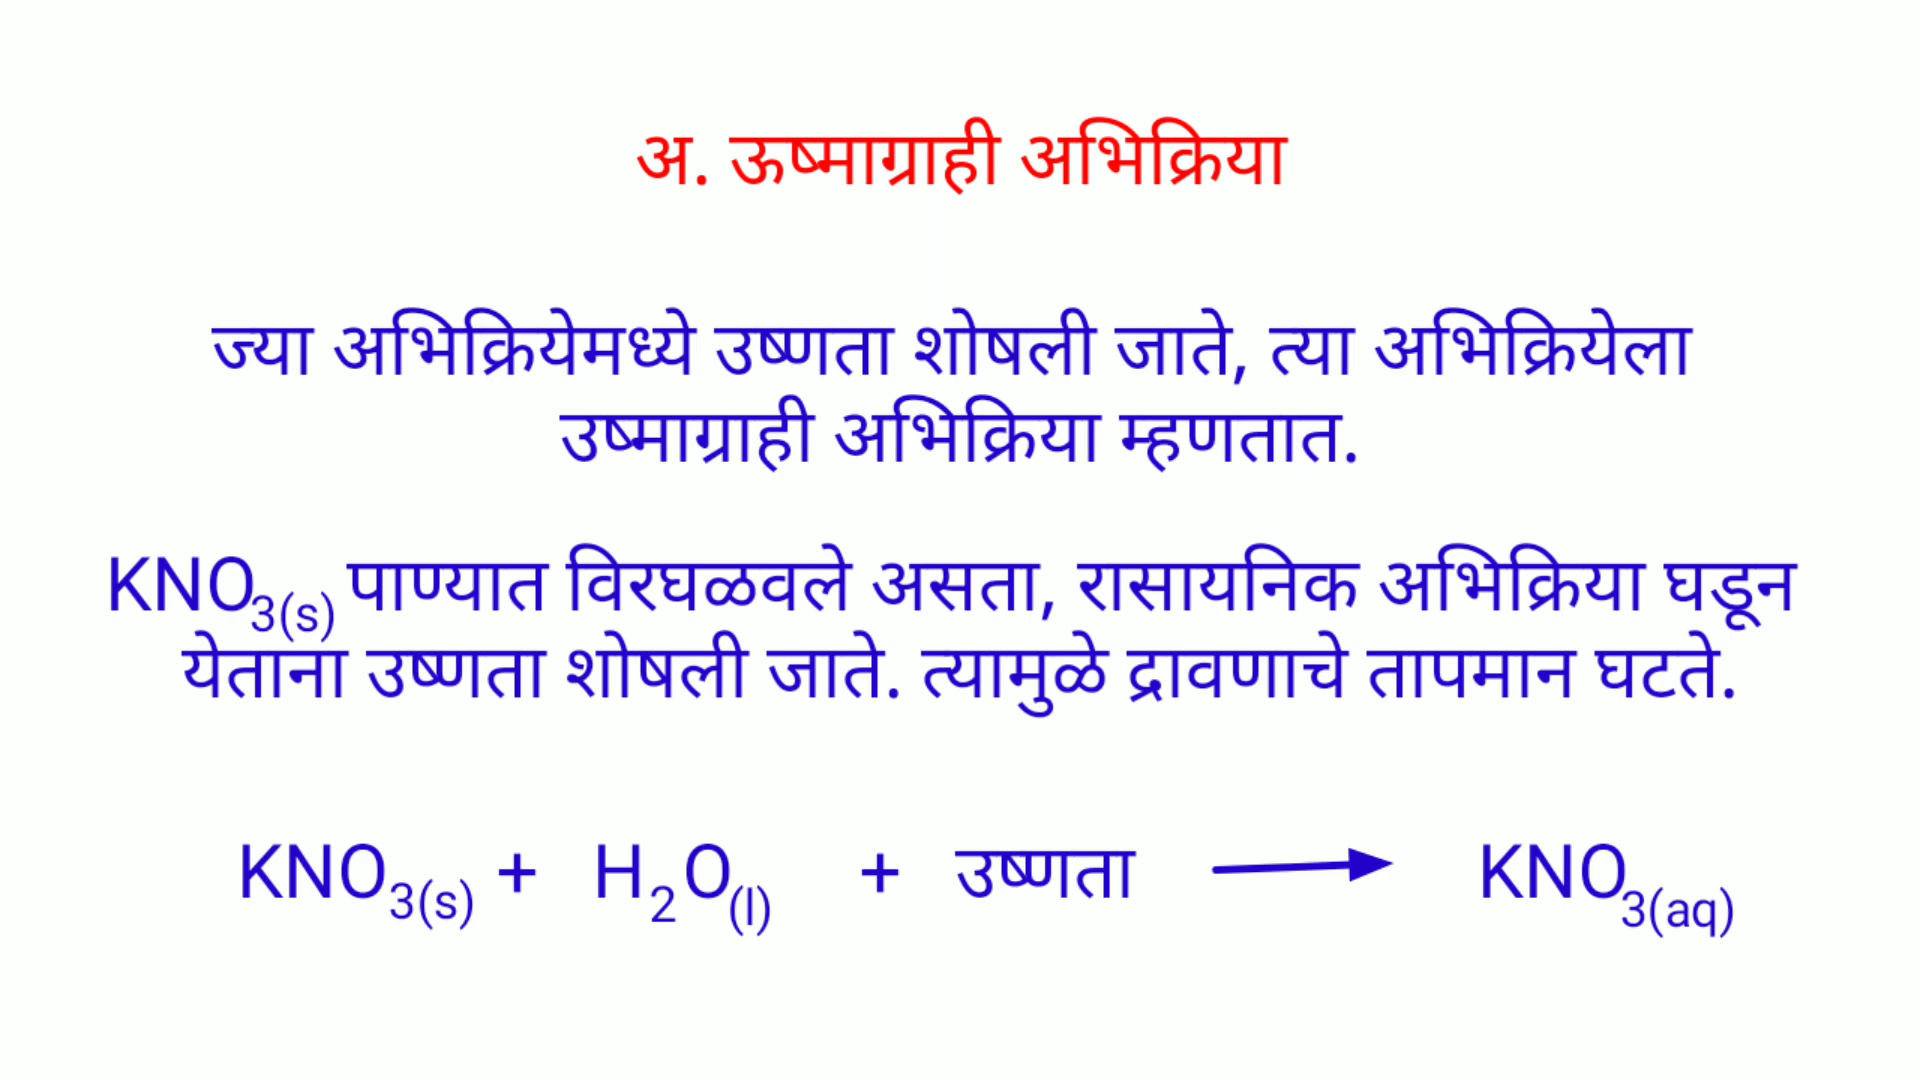 अ. ऊष्माग्राही अभिक्रिया
ज्या अभिक्रियेमध्ये उष्णता शोषली जाते, त्या अभिक्रियेला
उष्माग्राही अभिक्रिया म्हणतात.
KNO3(s) पाण्यात विरघळवले असता, रासायनिक अभिक्रिया घडून
येताना उष्णता शोषली जाते. त्यामुळे द्रावणाचे तापमान घटते.
KNO3(s) + H2O(l) + उष्णता → KNO3(aq)